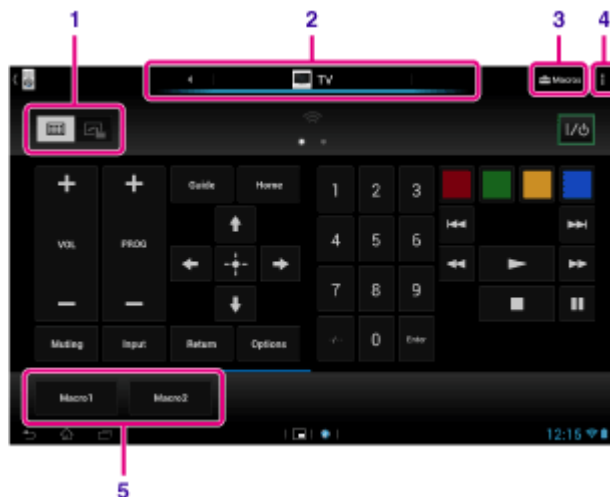 1 2 3 4
TV
Macros
I/⏻
+ + Guide Home 1 2 3
VOL PROG 4 5 6
7 8 9
- - 
Muting Input Return Options -/-- 0 Enter
Macro1 Macro2
12:15
5